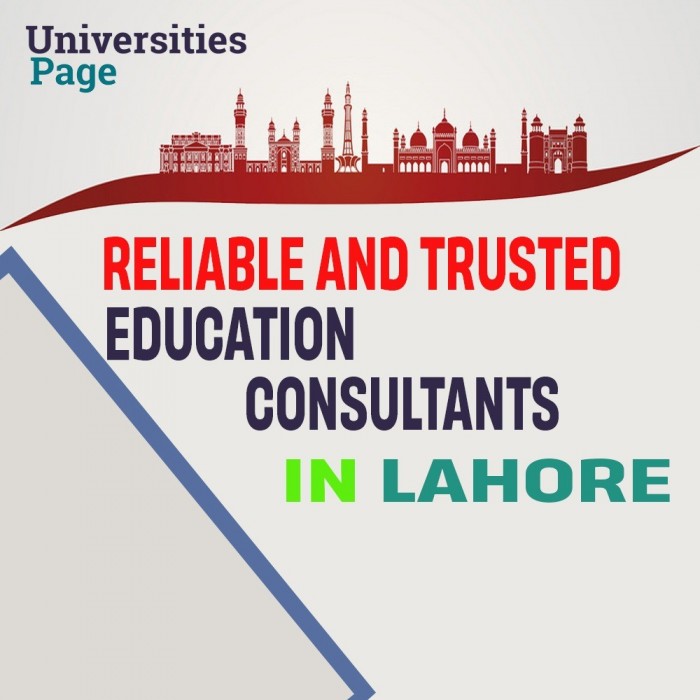 Universities
Page
RELIABLE AND TRUSTED
EDUCATION
CONSULTANTS
IN LAHORE